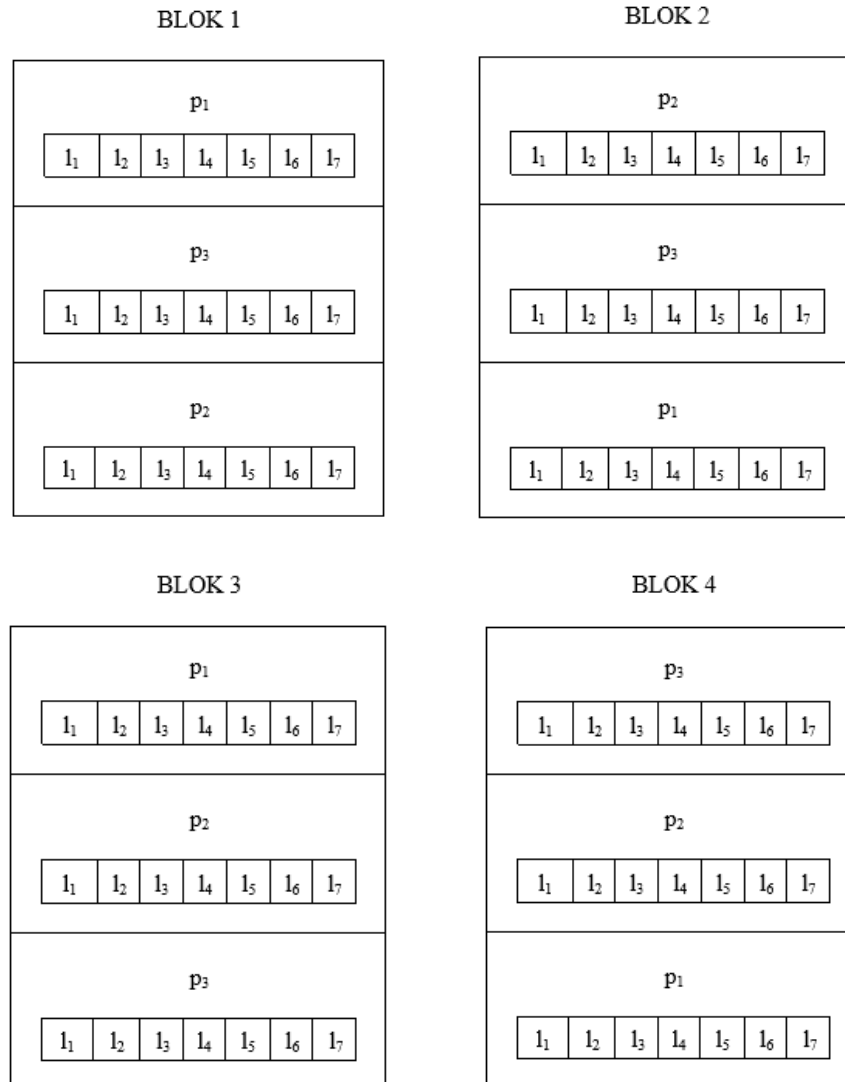 BLOK 1
p₁
l₁ l₂ l₃ l₄ l₅ l₆ l₇
p₃
l₁ l₂ l₃ l₄ l₅ l₆ l₇
p₂
l₁ l₂ l₃ l₄ l₅ l₆ l₇
BLOK 2
p₂
l₁ l₂ l₃ l₄ l₅ l₆ l₇
p₃
l₁ l₂ l₃ l₄ l₅ l₆ l₇
p₁
l₁ l₂ l₃ l₄ l₅ l₆ l₇
BLOK 3
p₁
l₁ l₂ l₃ l₄ l₅ l₆ l₇
p₂
l₁ l₂ l₃ l₄ l₅ l₆ l₇
p₃
l₁ l₂ l₃ l₄ l₅ l₆ l₇
BLOK 4
p₃
l₁ l₂ l₃ l₄ l₅ l₆ l₇
p₂
l₁ l₂ l₃ l₄ l₅ l₆ l₇
p₁
l₁ l₂ l₃ l₄ l₅ l₆ l₇